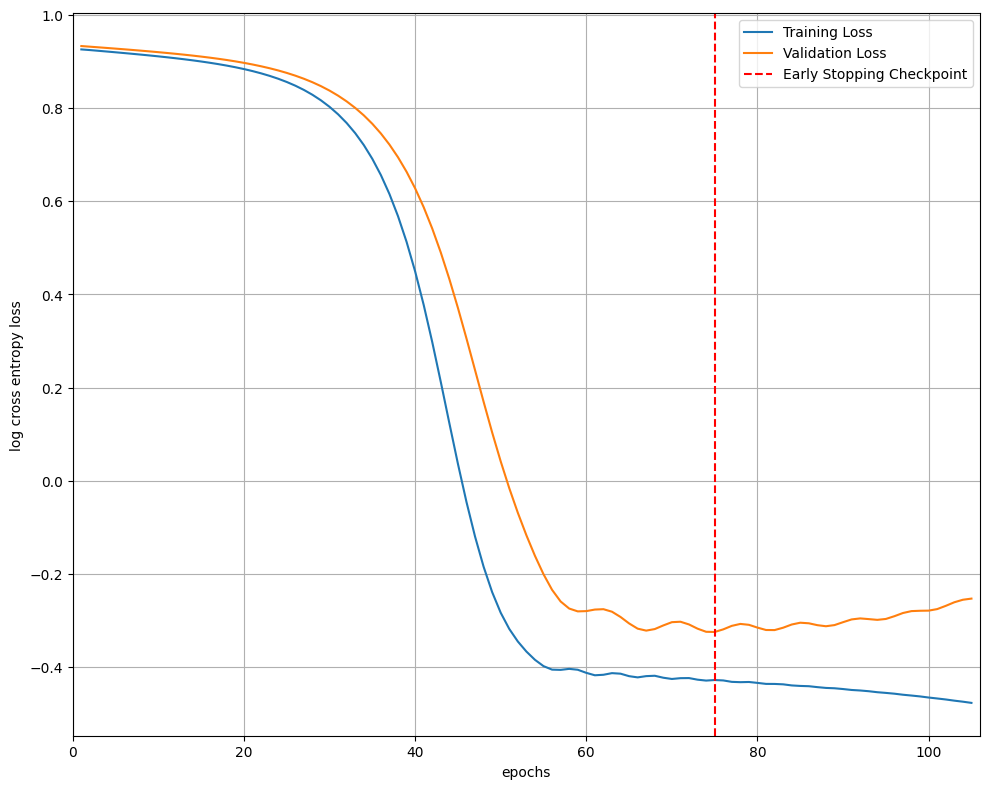 1.0
0.8
0.6
0.4
0.2
0.0
−0.2
−0.4
log cross entropy loss
Training Loss
Validation Loss
Early Stopping Checkpoint
0
20
40
60
80
100
epochs